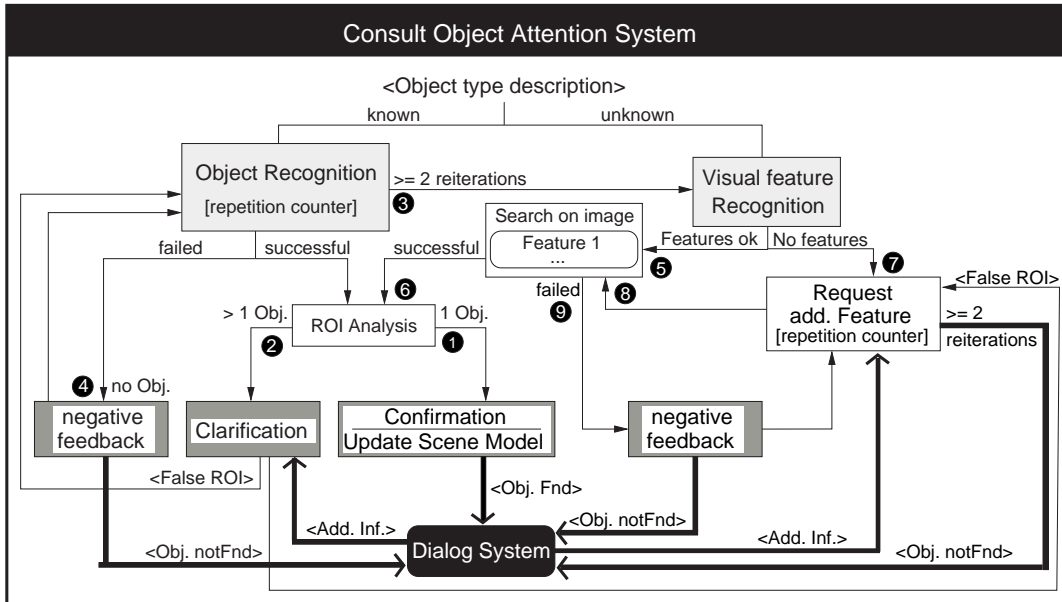 Consult Object Attention System
<Object type description>
known
unknown
Object Recognition
[repetition counter]
>= 2 reiterations
3
Visual feature
Recognition
Search on image
Feature 1
...
Features ok
No features
5
7
failed
successful
successful
6
failed
9
8
<False ROI>
Request
add. Feature
[repetition counter]
>= 2
reiterations
> 1 Obj.
ROI Analysis
1 Obj.
2
1
4
no Obj.
negative
feedback
Clarification
Confirmation
Update Scene Model
negative
feedback
<False ROI>
<Obj. Fnd>
<Add. Inf.>
<Obj. notFnd>
<Add. Inf.>
<Obj. notFnd>
Dialog System
<Obj. notFnd>